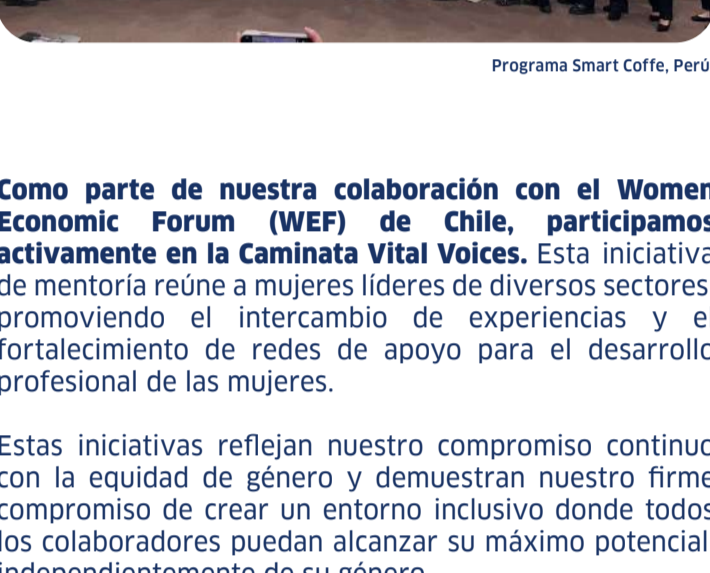 Programa Smart Coffe, Perú
Como parte de nuestra colaboración con el Women
Economic Forum (WEF) de Chile, participamos
activamente en la Caminata Vital Voices. Esta iniciativa
de mentoría reúne a mujeres líderes de diversos sectores
promoviendo el intercambio de experiencias y el
fortalecimiento de redes de apoyo para el desarrollo
profesional de las mujeres.
Estas iniciativas reflejan nuestro compromiso continuo
con la equidad de género y demuestran nuestro firme
compromiso de crear un entorno inclusivo donde todos
los colaboradores puedan alcanzar su máximo potencial
independientemente de su género.